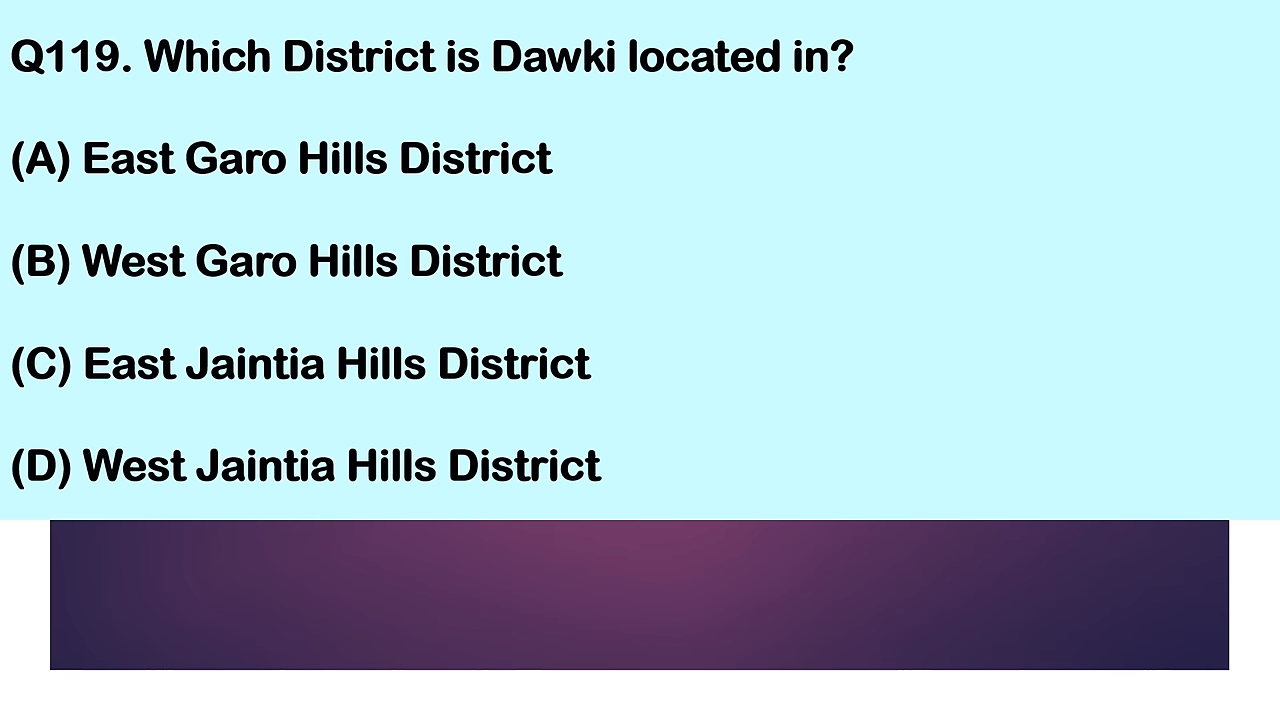 Q119. Which District is Dawki located in?
(A) East Garo Hills District
(B) West Garo Hills District
(C) East Jaintia Hills District
(D) West Jaintia Hills District